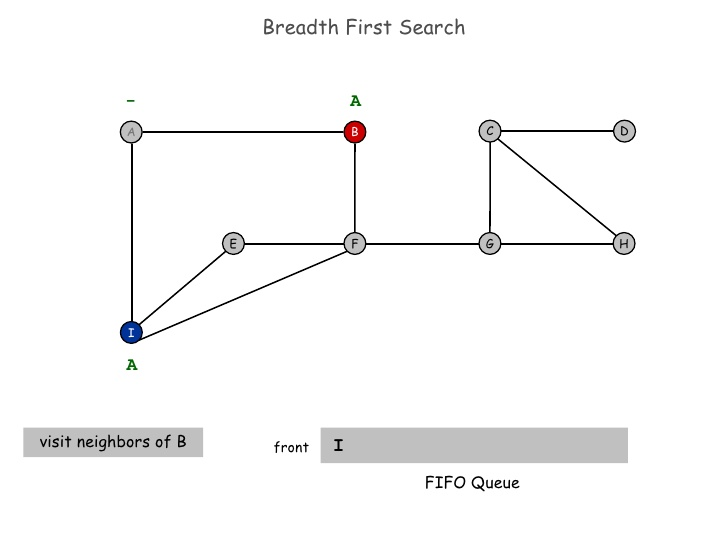 Breadth First Search
- A
A B C D
E F G H
I
A
visit neighbors of B
front I
FIFO Queue